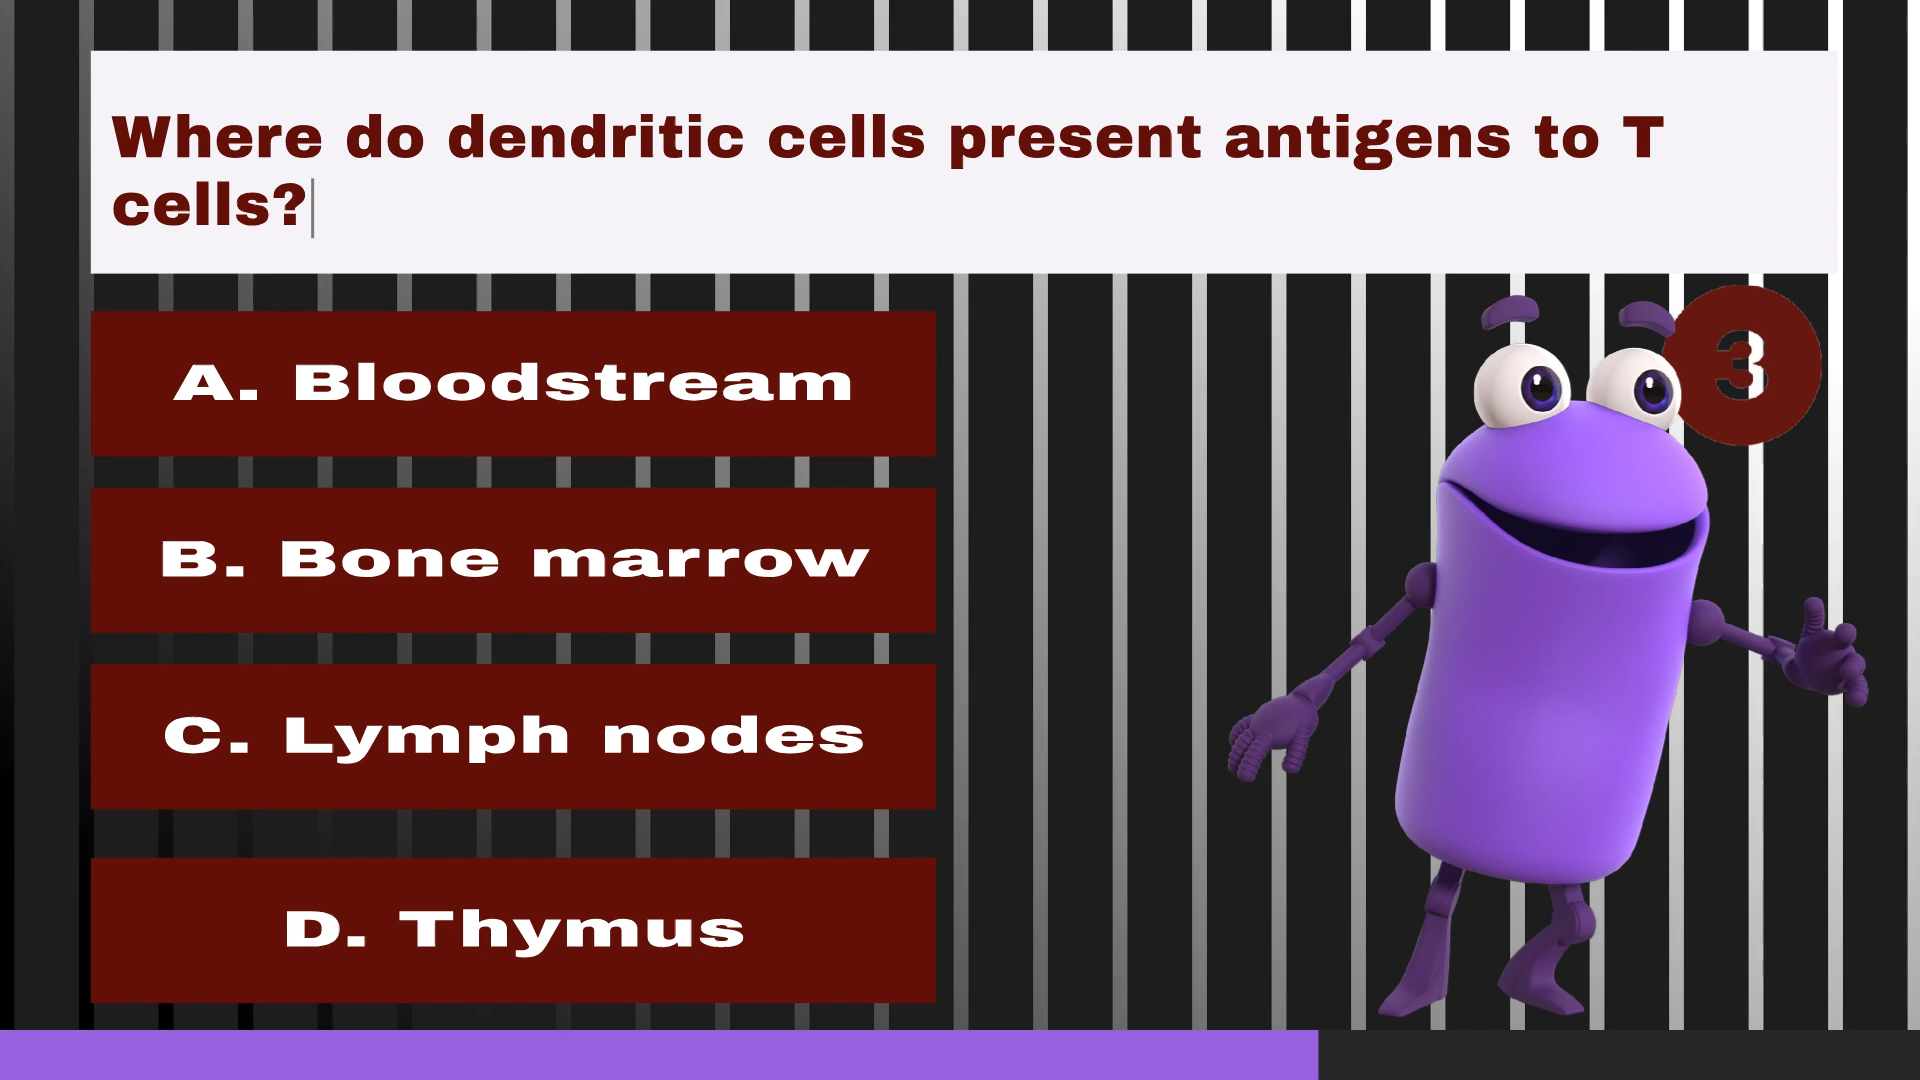 Where do dendritic cells present antigens to T
cells?
3
A. Bloodstream
B. Bone marrow
C. Lymph nodes
D. Thymus